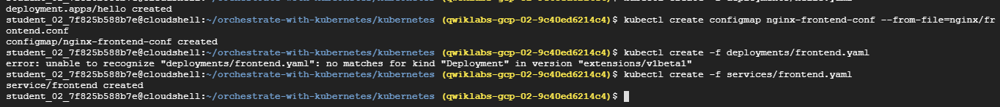 deployment.apps/hello created
student_02_7f825b588b7e@cloudshell:~/orchestrate-with-kubernetes/kubernetes (qwiklabs-gcp-02-9c40ed6214c4)$ kubectl create configmap nginx-frontend-conf --from-file=nginx/fr
ontend.conf
configmap/nginx-frontend-conf created
student_02_7f825b588b7e@cloudshell:~/orchestrate-with-kubernetes/kubernetes (qwiklabs-gcp-02-9c40ed6214c4)$ kubectl create -f deployments/frontend.yaml
error: unable to recognize "deployments/frontend.yaml": no matches for kind "Deployment" in version "extensions/v1beta1"
student_02_7f825b588b7e@cloudshell:~/orchestrate-with-kubernetes/kubernetes (qwiklabs-gcp-02-9c40ed6214c4)$ kubectl create -f services/frontend.yaml
service/frontend created
student_02_7f825b588b7e@cloudshell:~/orchestrate-with-kubernetes/kubernetes (qwiklabs-gcp-02-9c40ed6214c4)$